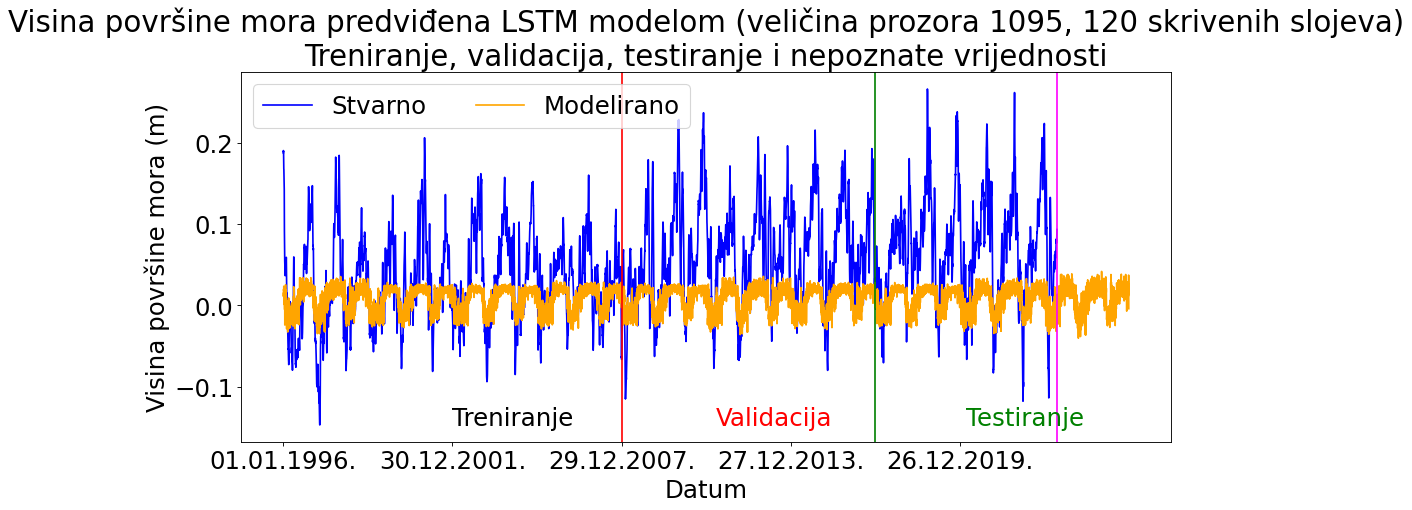 Visina površine mora predviđena LSTM modelom (veličina prozora 1095, 120 skrivenih slojeva)
Treniranje, validacija, testiranje i nepoznate vrijednosti
Stvarno
Modelirano
Visina površine mora (m)
0.2
0.1
0.0
−0.1
Treniranje
Validacija
Testiranje
01.01.1996.
30.12.2001.
29.12.2007.
27.12.2013.
26.12.2019.
Datum